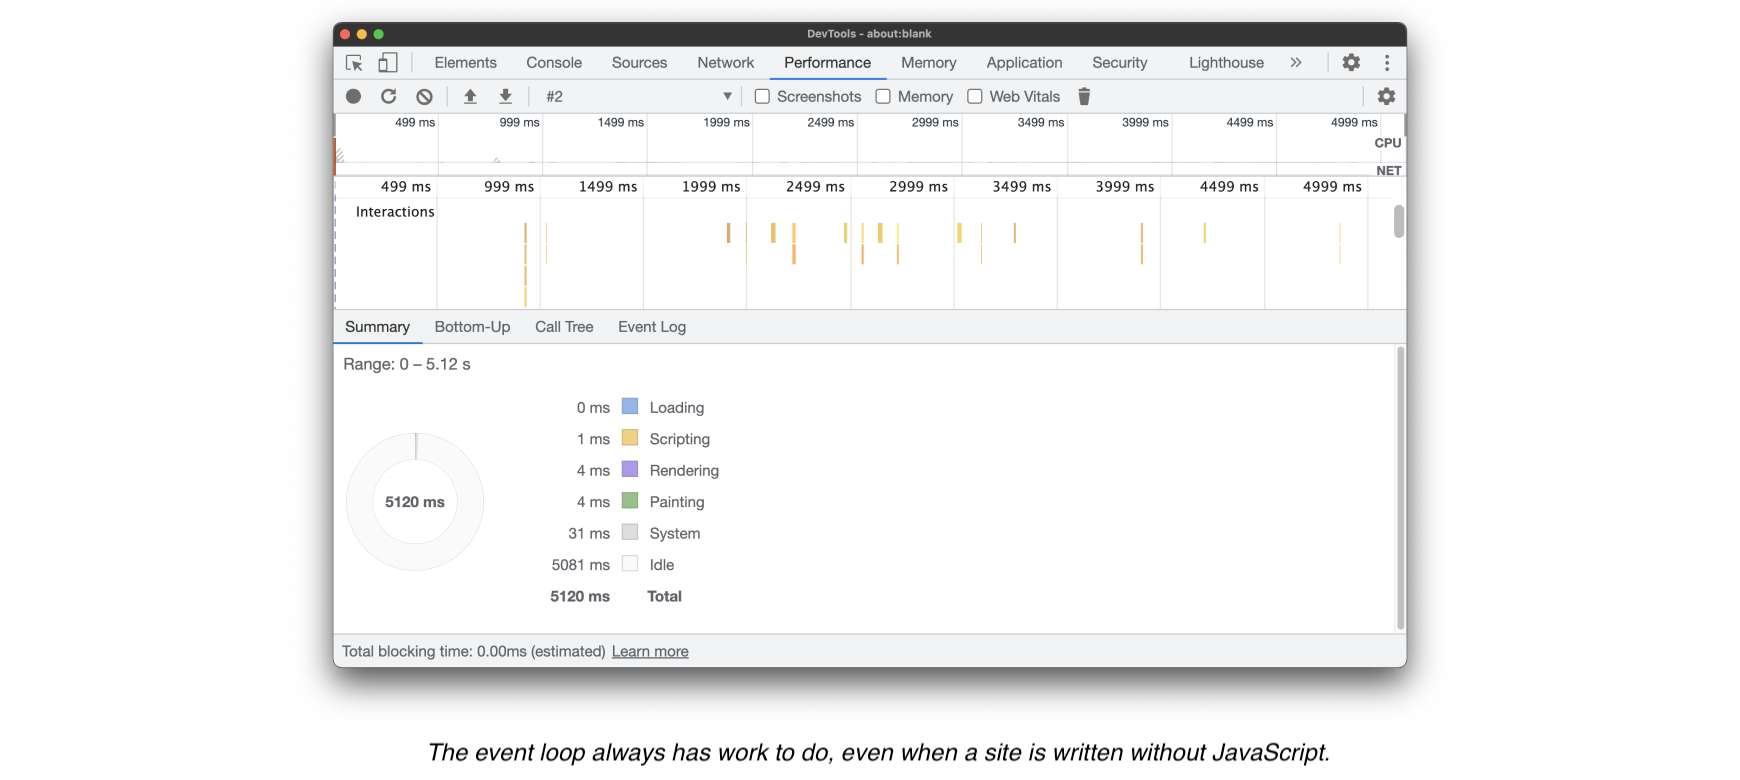 DevTools - about:blank
Elements Console Sources Network Performance Memory Application Security Lighthouse »
#2 ▼ Screenshots Memory Web Vitals
499 ms 999 ms 1499 ms 1999 ms 2499 ms 2999 ms 3499 ms 3999 ms 4499 ms 4999 ms
CPU
NET
499 ms 999 ms 1499 ms 1999 ms 2499 ms 2999 ms 3499 ms 3999 ms 4499 ms 4999 ms
Interactions
Summary Bottom-Up Call Tree Event Log
Range: 0 – 5.12 s
0 ms Loading
1 ms Scripting
4 ms Rendering
5120 ms
4 ms Painting
31 ms System
5081 ms Idle
5120 ms Total
Total blocking time: 0.00ms (estimated) Learn more
The event loop always has work to do, even when a site is written without JavaScript.